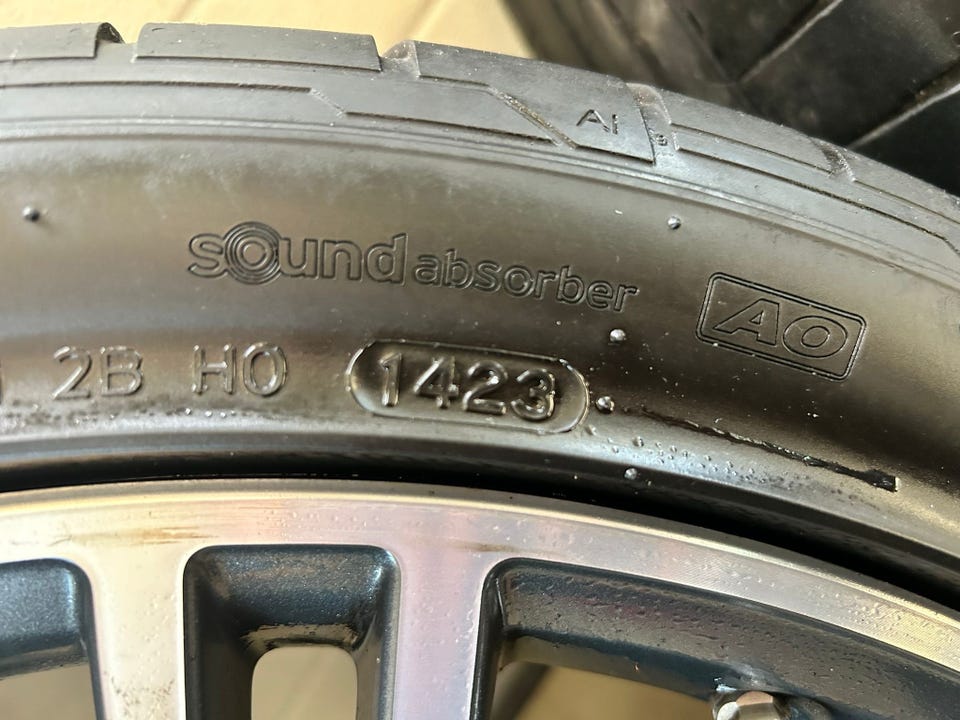 AI
sound absorber
AO
2B H0 1423